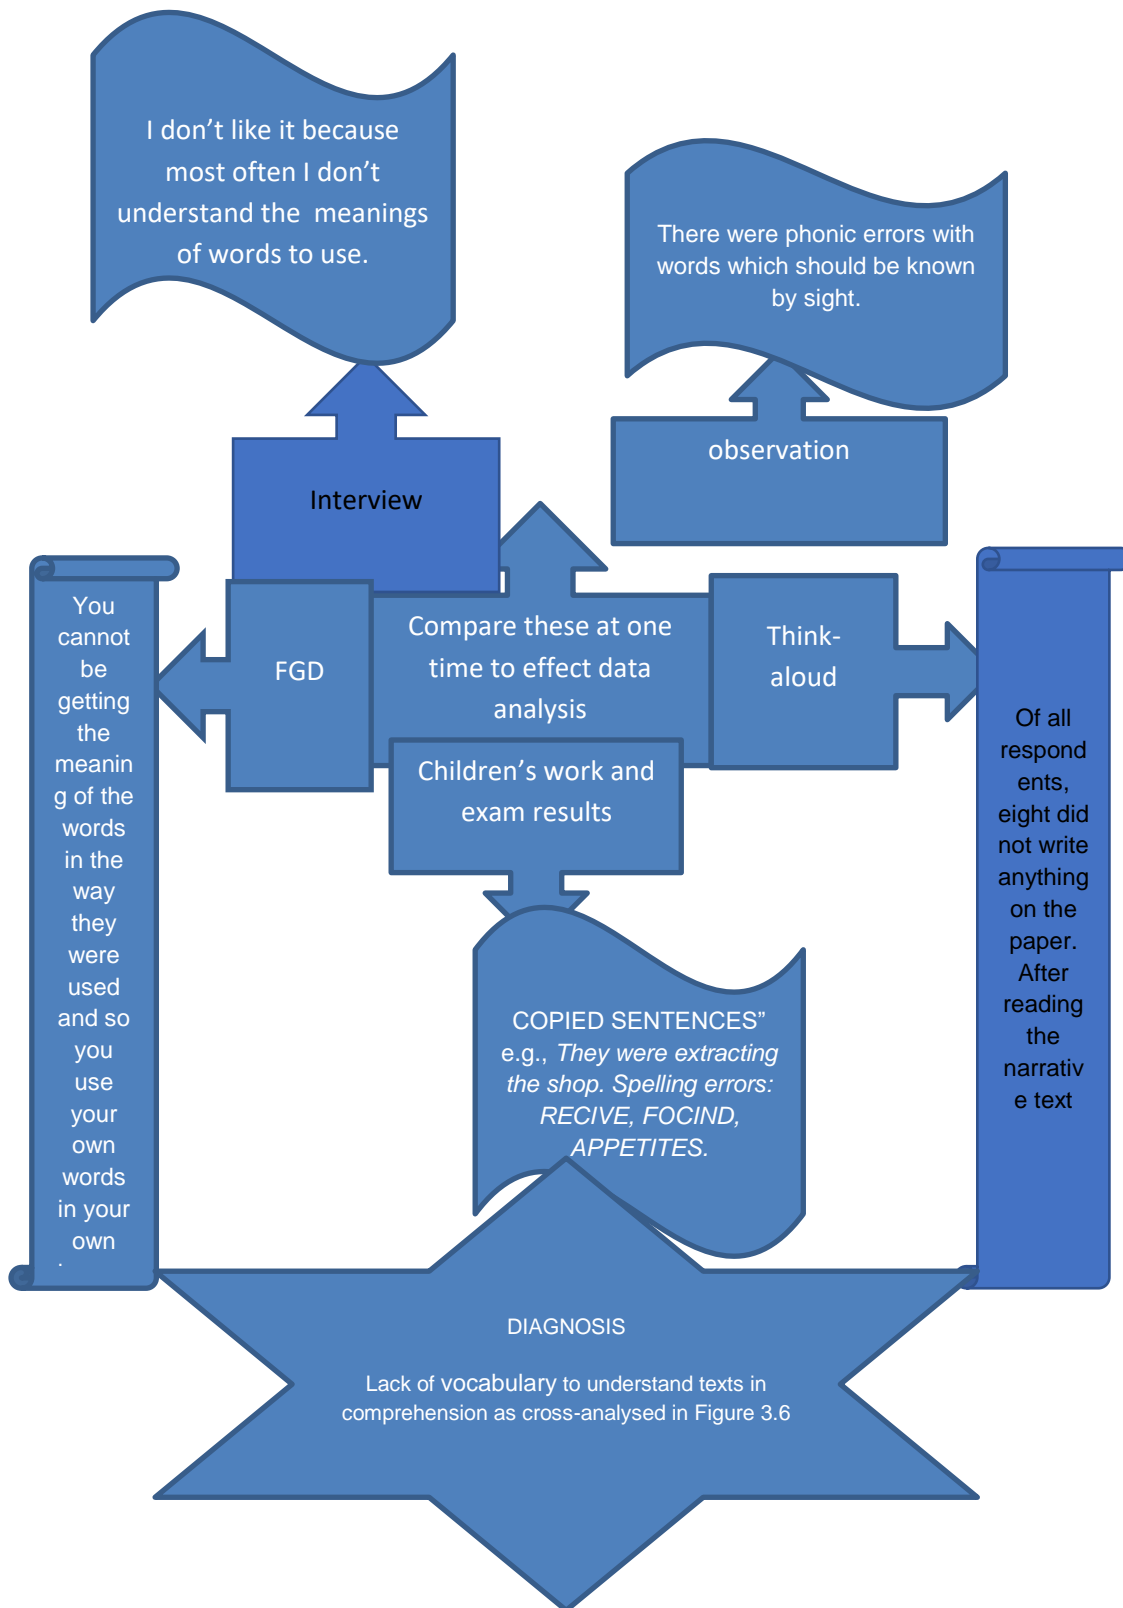 I don’t like it because
most often I don’t
understand the  meanings
of words to use.
There were phonic errors with
words which should be known
by sight.
observation
Interview
You
cannot
be
getting
the
meanin
g of the
words
in the
way
they
were
used
and so
you
use
your
own
words
in your
own
FGD
Compare these at one
time to effect data
analysis
Think-
aloud
Children’s work and
exam results
Of all
respond
ents,
eight did
not write
anything
on the
paper.
After
reading
the
narrativ
e text
COPIED SENTENCES”
e.g., They were extracting
the shop. Spelling errors:
RECIVE, FOCIND,
APPETITES.
DIAGNOSIS
Lack of vocabulary to understand texts in
comprehension as cross-analysed in Figure 3.6